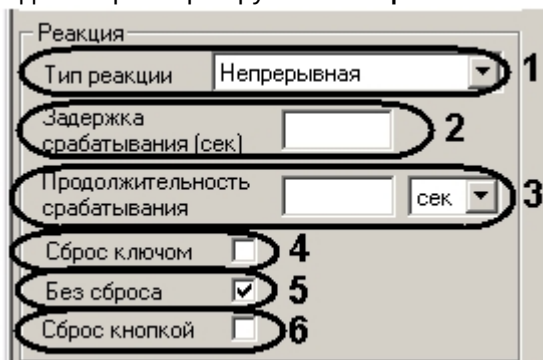 Реакция
Тип реакции Непрерывная 1
Задержка
срабатывания (сек) 2
Продолжительность
срабатывания сек 3
Сброс ключом 4
Без сброса 5
Сброс кнопкой 6